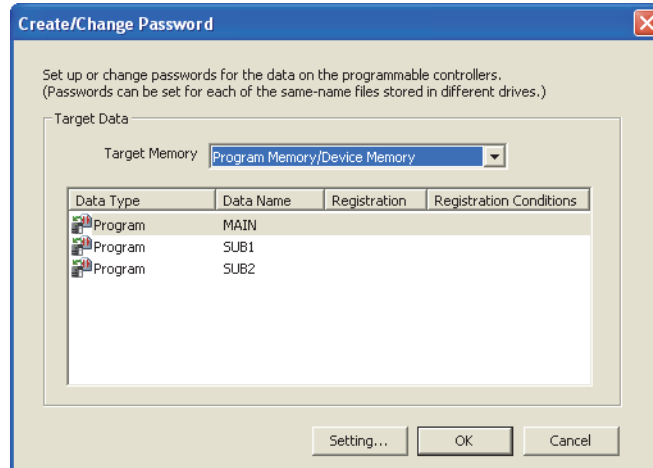 Create/Change Password
Set up or change passwords for the data on the programmable controllers.
(Passwords can be set for each of the same-name files stored in different drives.)
Target Data
Target Memory Program Memory/Device Memory
Data Type Data Name Registration Registration Conditions
Program MAIN
Program SUB1
Program SUB2
Setting... OK Cancel